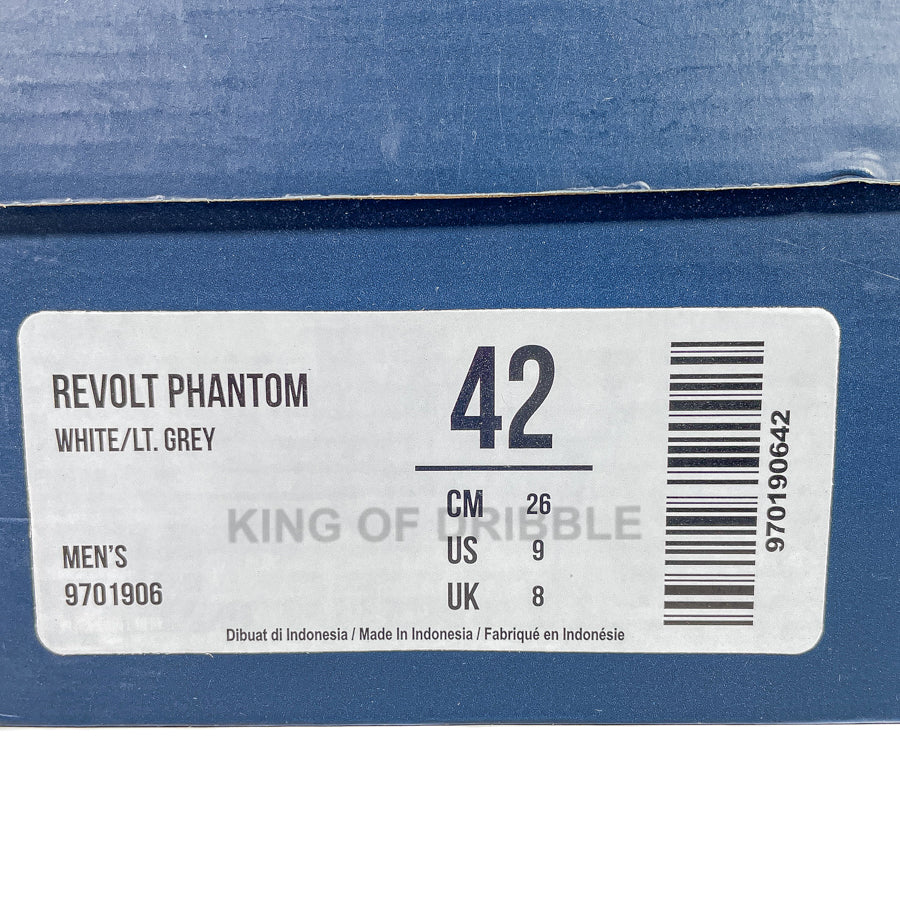 REVOLT PHANTOM
WHITE/LT. GREY
MEN'S
9701906
42
CM 26
US 9
UK 8
KING OF DRIBBLE
Dibuat di Indonesia / Made In Indonesia / Fabriqué en Indonésie
970190642